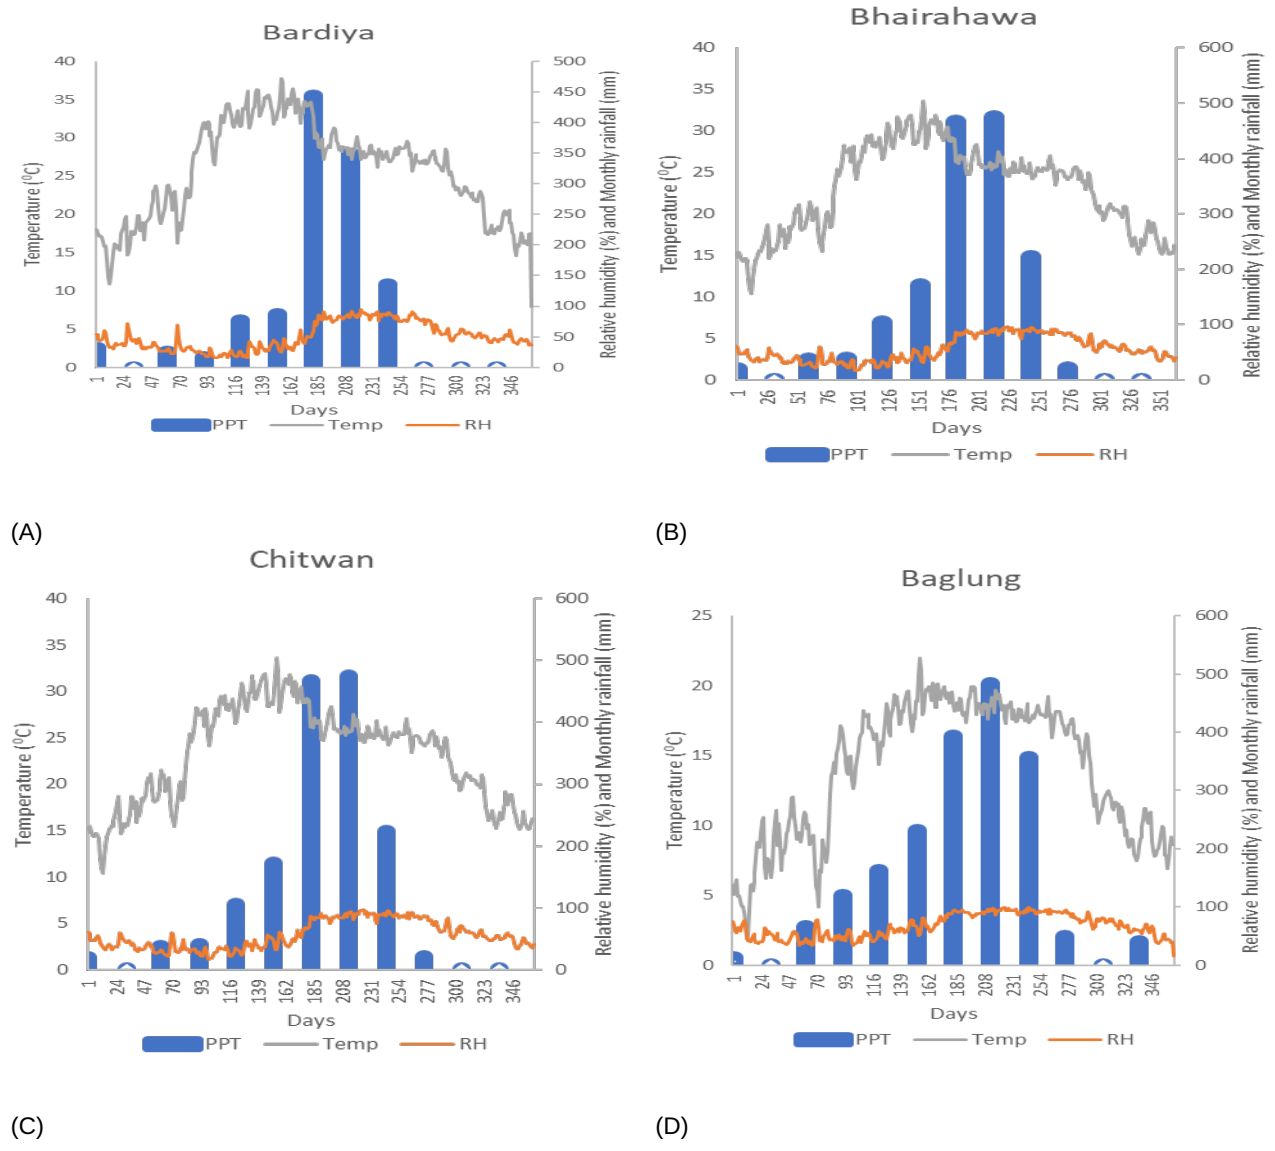 Bardiya
40
35
30
25
20
15
10
5
0
Temperature (⁰C)
500
450
400
350
300
250
200
150
100
50
0
Relative humidity (%) and Monthly rainfall (mm)
1 24 47 70 93 116 139 162 185 208 231 254 277 300 323 346
Days
PPT Temp RH
(A)
Bhairahawa
40
35
30
25
20
15
10
5
0
Temperature (⁰C)
600
500
400
300
200
100
0
Relative humidity (%) and Monthly rainfall (mm)
1 26 51 76 101 126 151 176 201 226 251 276 301 326 351
Days
PPT Temp RH
(B)
Chitwan
40
35
30
25
20
15
10
5
0
Temperature (⁰C)
600
500
400
300
200
100
0
Relative humidity (%) and Monthly rainfall (mm)
1 24 47 70 93 116 139 162 185 208 231 254 277 300 323 346
Days
PPT Temp RH
(C)
Baglung
25
20
15
10
5
0
Temperature (⁰C)
600
500
400
300
200
100
0
Relative humidity (%) and Monthly rainfall (mm)
1 24 47 70 93 116 139 162 185 208 231 254 277 300 323 346
Days
PPT Temp RH
(D)